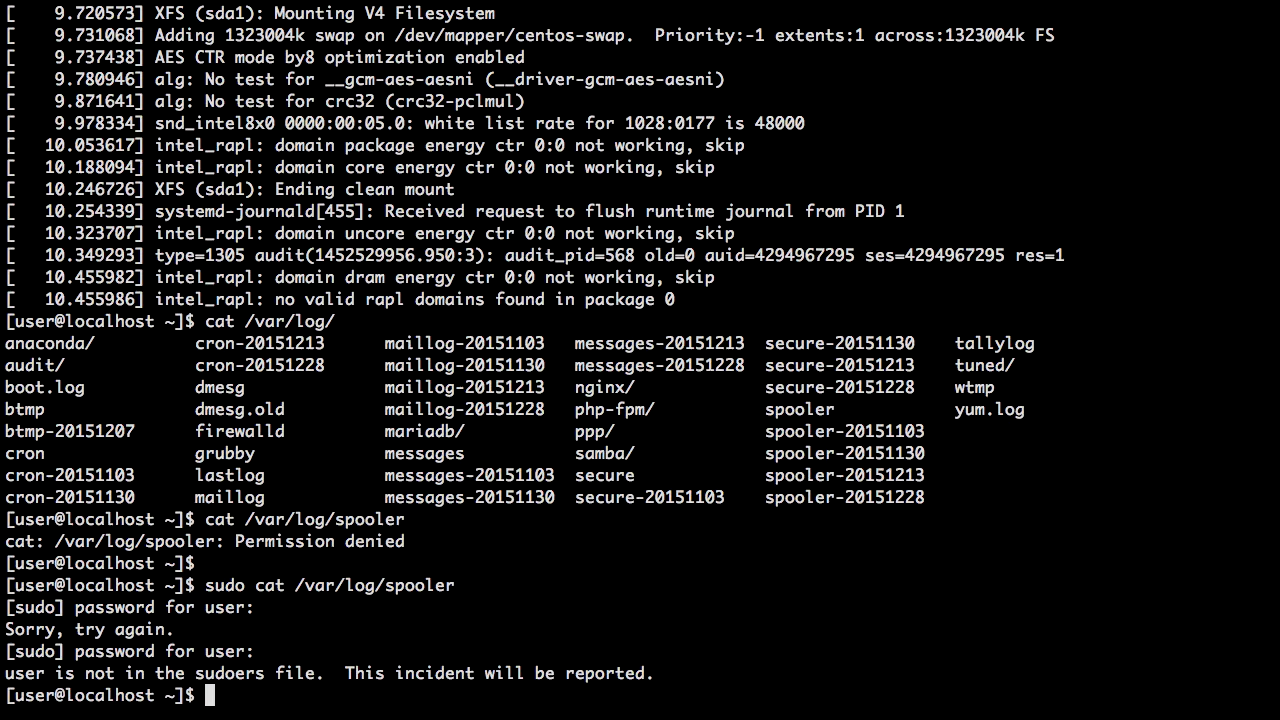 [    9.720573] XFS (sda1): Mounting V4 Filesystem
[    9.731068] Adding 1323004k swap on /dev/mapper/centos-swap.  Priority:-1 extents:1 across:1323004k FS
[    9.737438] AES CTR mode by8 optimization enabled
[    9.780946] alg: No test for __gcm-aes-aesni (__driver-gcm-aes-aesni)
[    9.871641] alg: No test for crc32 (crc32-pclmul)
[    9.978334] snd_intel8x0 0000:00:05.0: white list rate for 1028:0177 is 48000
[   10.053617] intel_rapl: domain package energy ctr 0:0 not working, skip
[   10.188094] intel_rapl: domain core energy ctr 0:0 not working, skip
[   10.246726] XFS (sda1): Ending clean mount
[   10.254339] systemd-journald[455]: Received request to flush runtime journal from PID 1
[   10.323707] intel_rapl: domain uncore energy ctr 0:0 not working, skip
[   10.349293] type=1305 audit(1452529956.950:3): audit_pid=568 old=0 auid=4294967295 ses=4294967295 res=1
[   10.455982] intel_rapl: domain dram energy ctr 0:0 not working, skip
[   10.455986] intel_rapl: no valid rapl domains found in package 0
[user@localhost ~]$ cat /var/log/
anaconda/          cron-20151213      maillog-20151103   messages-20151213  secure-20151130    tallylog
audit/             cron-20151228      maillog-20151130   messages-20151228  secure-20151213    tuned/
boot.log           dmesg              maillog-20151213   nginx/             secure-20151228    wtmp
btmp               dmesg.old          maillog-20151228   php-fpm/           spooler            yum.log
btmp-20151207      firewalld          mariadb/           ppp/               spooler-20151103
cron               grubby             messages           samba/             spooler-20151130
cron-20151103      lastlog            messages-20151103  secure             spooler-20151213
cron-20151130      maillog            messages-20151130  secure-20151103    spooler-20151228
[user@localhost ~]$ cat /var/log/spooler
cat: /var/log/spooler: Permission denied
[user@localhost ~]$
[user@localhost ~]$ sudo cat /var/log/spooler
[sudo] password for user:
Sorry, try again.
[sudo] password for user:
user is not in the sudoers file.  This incident will be reported.
[user@localhost ~]$